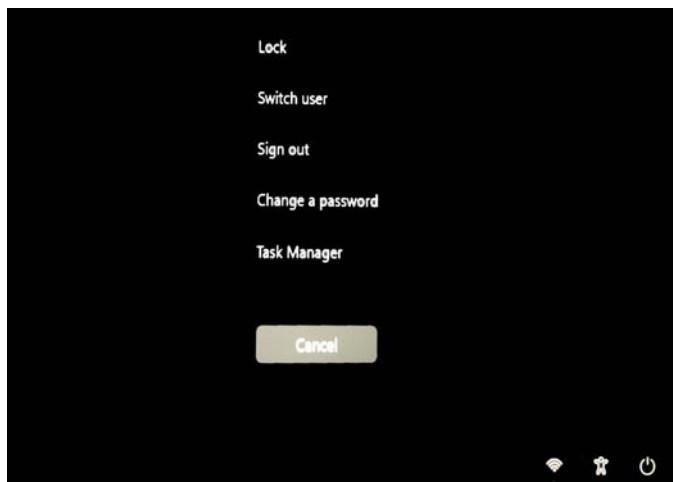 Lock
Switch user
Sign out
Change a password
Task Manager
Cancel